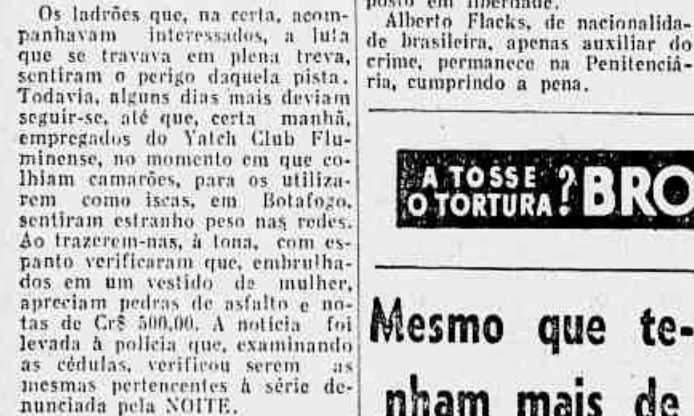 Os ladrões que, na certa, acom-
panhavam interessados, a luta
que se travava em plena treva,
sentiram o perigo daquela pista.
Todavia, alguns dias mais deviam
seguir-se, até que, certa manhã,
empregados do Yatch Club Flu-
minense, no momento em que co-
lhiam camarões, para os utiliza-
rem como iscas, em Botafogo,
sentiram estranho peso nas redes.
Ao trazerem-nas, à tona, com es-
panto verificaram que, embrulha-
dos em um vestido de mulher,
apreciam pedras de asfalto e no-
tas de Cr$ 500,00. A noticia foi
levada à policia que, examinando
as cédulas, verificou serem as
mesmas pertencentes à série de-
nunciada pela NOITE.
posto em liberdade.
Alberto Flacks, de nacionalida-
de brasileira, apenas auxiliar do
crime, permanece na Penitenciá-
ria, cumprindo a pena.
A TOSSE
O TORTURA? BRO
Mesmo que te-
nham mais de